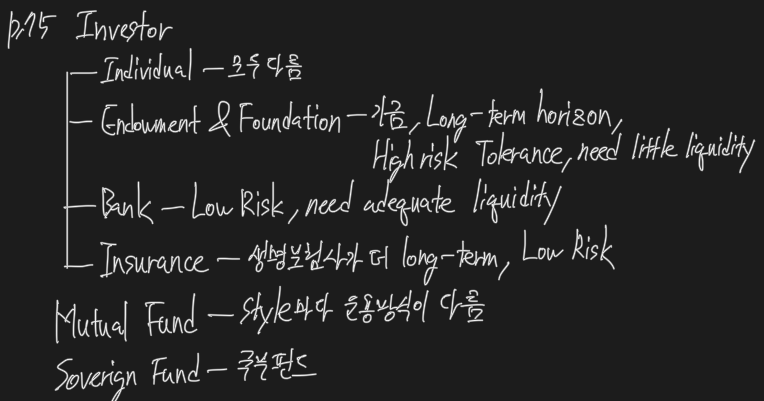 p.75 Investor
Individual — 모두 다름
Endowment & Foundation — 기금, Long-term horizon,
High risk Tolerance, need little liquidity
Bank — Low Risk, need adequate liquidity
Insurance — 생명보험사가 더 long-term, Low Risk
Mutual Fund — Style마다 운용방식이 다름
Soverign Fund — 국부펀드